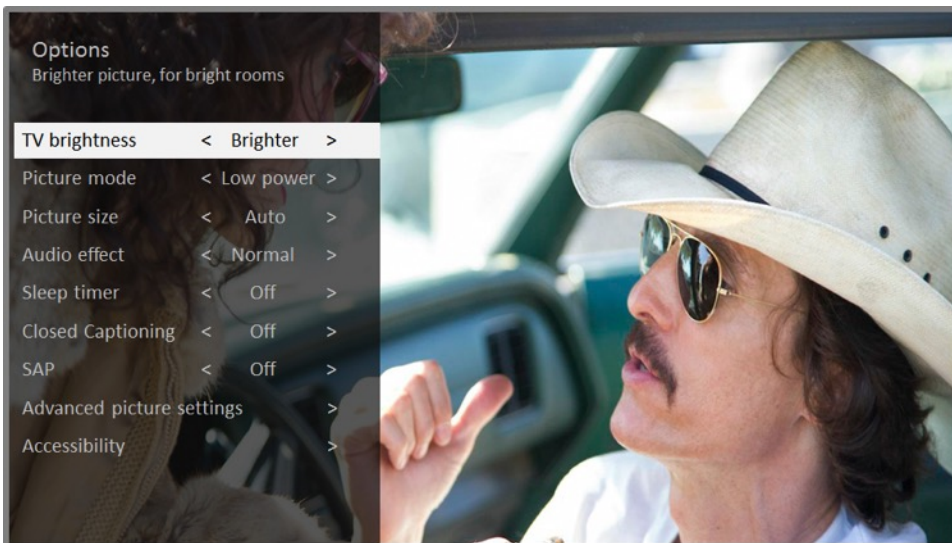 Options
Brighter picture, for bright rooms
TV brightness < Brighter >
Picture mode < Low power >
Picture size < Auto >
Audio effect < Normal >
Sleep timer < Off >
Closed Captioning < Off >
SAP < Off >
Advanced picture settings >
Accessibility >